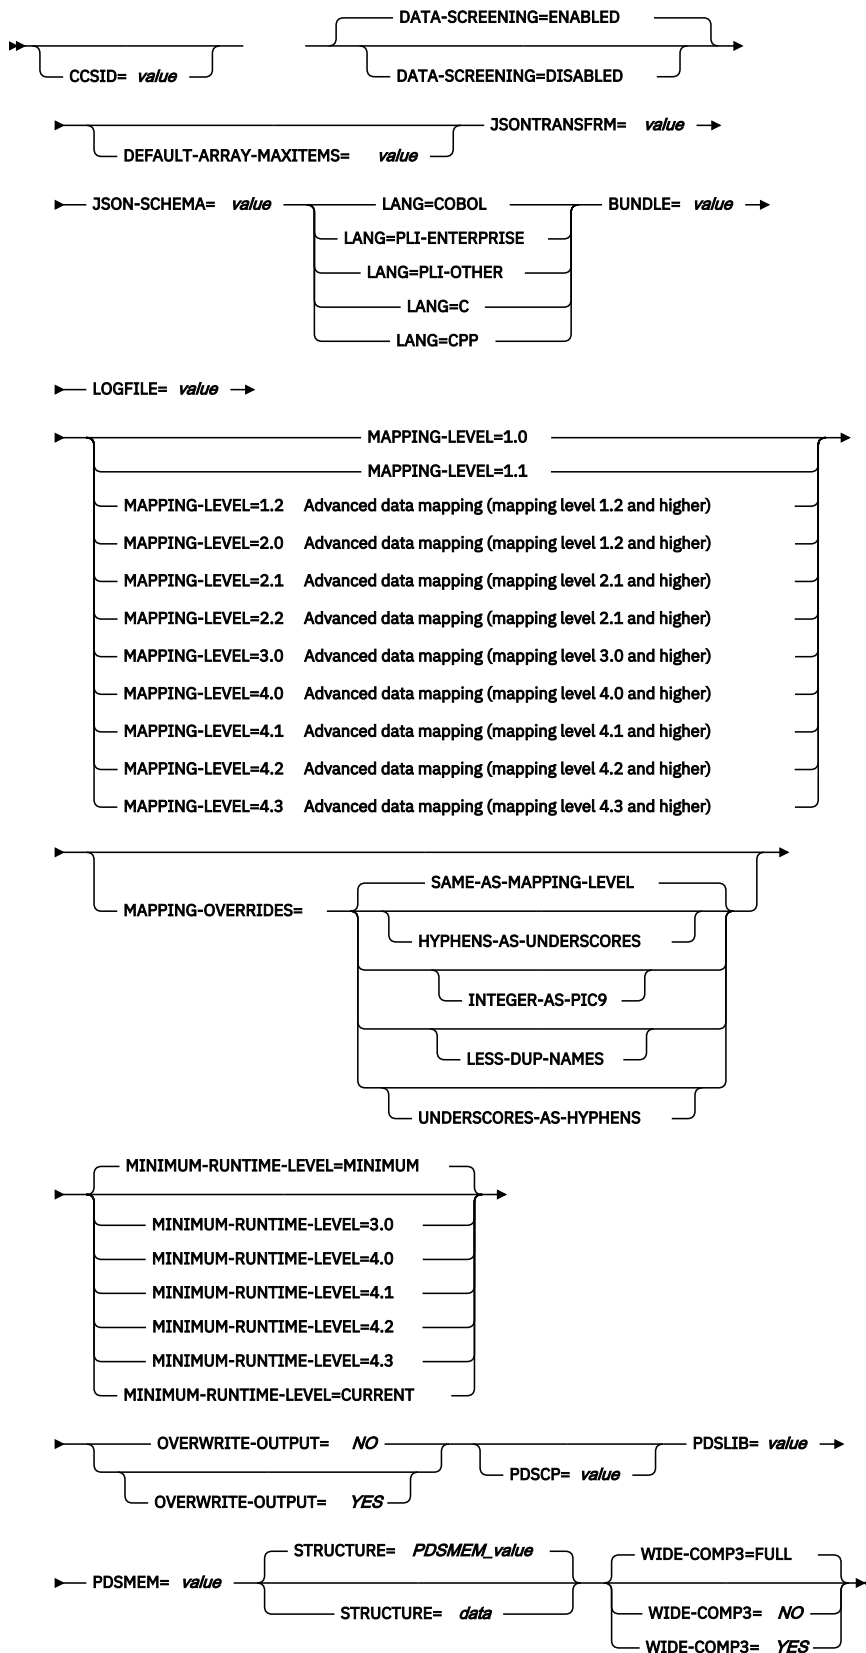 DATA-SCREENING=ENABLED
CCSID= value
DATA-SCREENING=DISABLED
JSONTRANSFRM= value
DEFAULT-ARRAY-MAXITEMS= value
JSON-SCHEMA= value LANG=COBOL BUNDLE= value
LANG=PLI-ENTERPRISE
LANG=PLI-OTHER
LANG=C
LANG=CPP
LOGFILE= value
MAPPING-LEVEL=1.0
MAPPING-LEVEL=1.1
MAPPING-LEVEL=1.2 Advanced data mapping (mapping level 1.2 and higher)
MAPPING-LEVEL=2.0 Advanced data mapping (mapping level 1.2 and higher)
MAPPING-LEVEL=2.1 Advanced data mapping (mapping level 2.1 and higher)
MAPPING-LEVEL=2.2 Advanced data mapping (mapping level 2.1 and higher)
MAPPING-LEVEL=3.0 Advanced data mapping (mapping level 3.0 and higher)
MAPPING-LEVEL=4.0 Advanced data mapping (mapping level 4.0 and higher)
MAPPING-LEVEL=4.1 Advanced data mapping (mapping level 4.1 and higher)
MAPPING-LEVEL=4.2 Advanced data mapping (mapping level 4.2 and higher)
MAPPING-LEVEL=4.3 Advanced data mapping (mapping level 4.3 and higher)
SAME-AS-MAPPING-LEVEL
MAPPING-OVERRIDES=
HYPHENS-AS-UNDERSCORES
INTEGER-AS-PIC9
LESS-DUP-NAMES
UNDERSCORES-AS-HYPHENS
MINIMUM-RUNTIME-LEVEL=MINIMUM
MINIMUM-RUNTIME-LEVEL=3.0
MINIMUM-RUNTIME-LEVEL=4.0
MINIMUM-RUNTIME-LEVEL=4.1
MINIMUM-RUNTIME-LEVEL=4.2
MINIMUM-RUNTIME-LEVEL=4.3
MINIMUM-RUNTIME-LEVEL=CURRENT
OVERWRITE-OUTPUT= NO PDSLIB= value
PDSCP= value
OVERWRITE-OUTPUT= YES
STRUCTURE= PDSMEM_value WIDE-COMP3=FULL
PDSMEM= value
STRUCTURE= data WIDE-COMP3= NO
WIDE-COMP3= YES